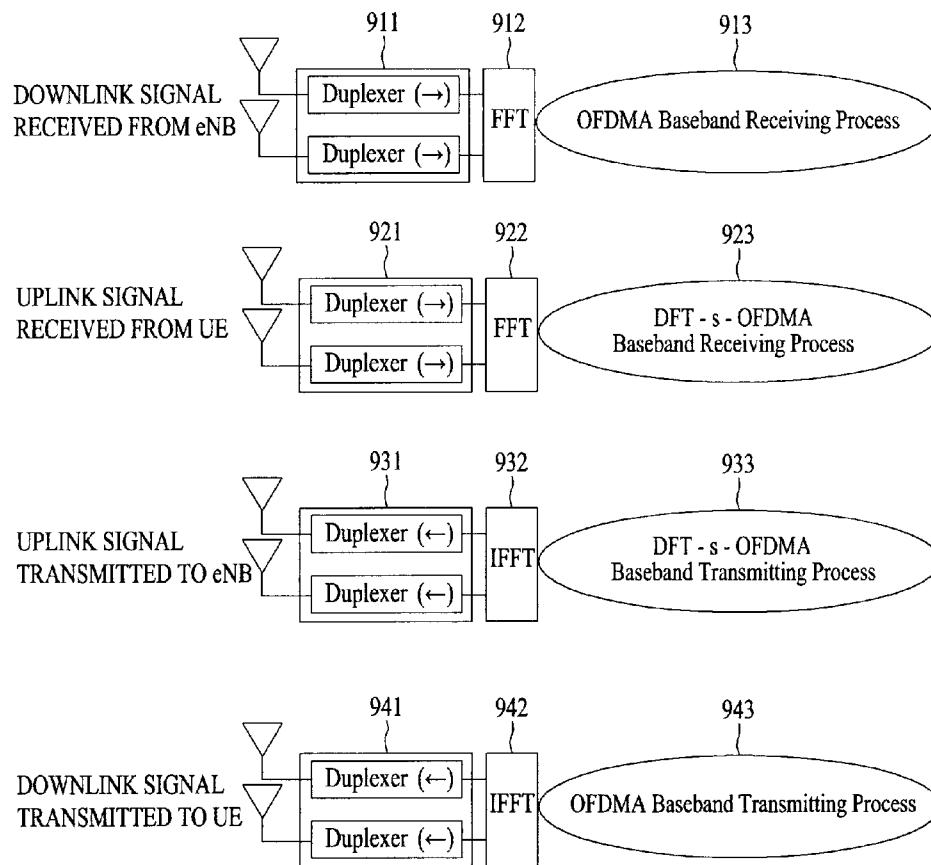 911
912
913
DOWNLINK SIGNAL
RECEIVED FROM eNB
Duplexer (→)
Duplexer (→)
FFT
OFDMA Baseband Receiving Process
921
922
923
UPLINK SIGNAL
RECEIVED FROM UE
Duplexer (→)
Duplexer (→)
FFT
DFT - s - OFDMA
Baseband Receiving Process
931
932
933
UPLINK SIGNAL
TRANSMITTED TO eNB
Duplexer (←)
Duplexer (←)
IFFT
DFT - s - OFDMA
Baseband Transmitting Process
941
942
943
DOWNLINK SIGNAL
TRANSMITTED TO UE
Duplexer (←)
Duplexer (←)
IFFT
OFDMA Baseband Transmitting Process